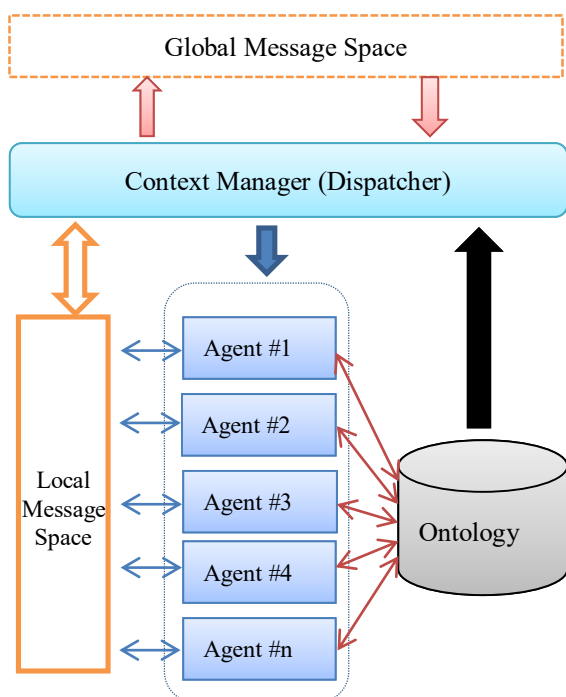 Global Message Space
Context Manager (Dispatcher)
Agent #1
Agent #2
Agent #3
Agent #4
Agent #n
Local
Message
Space
Ontology